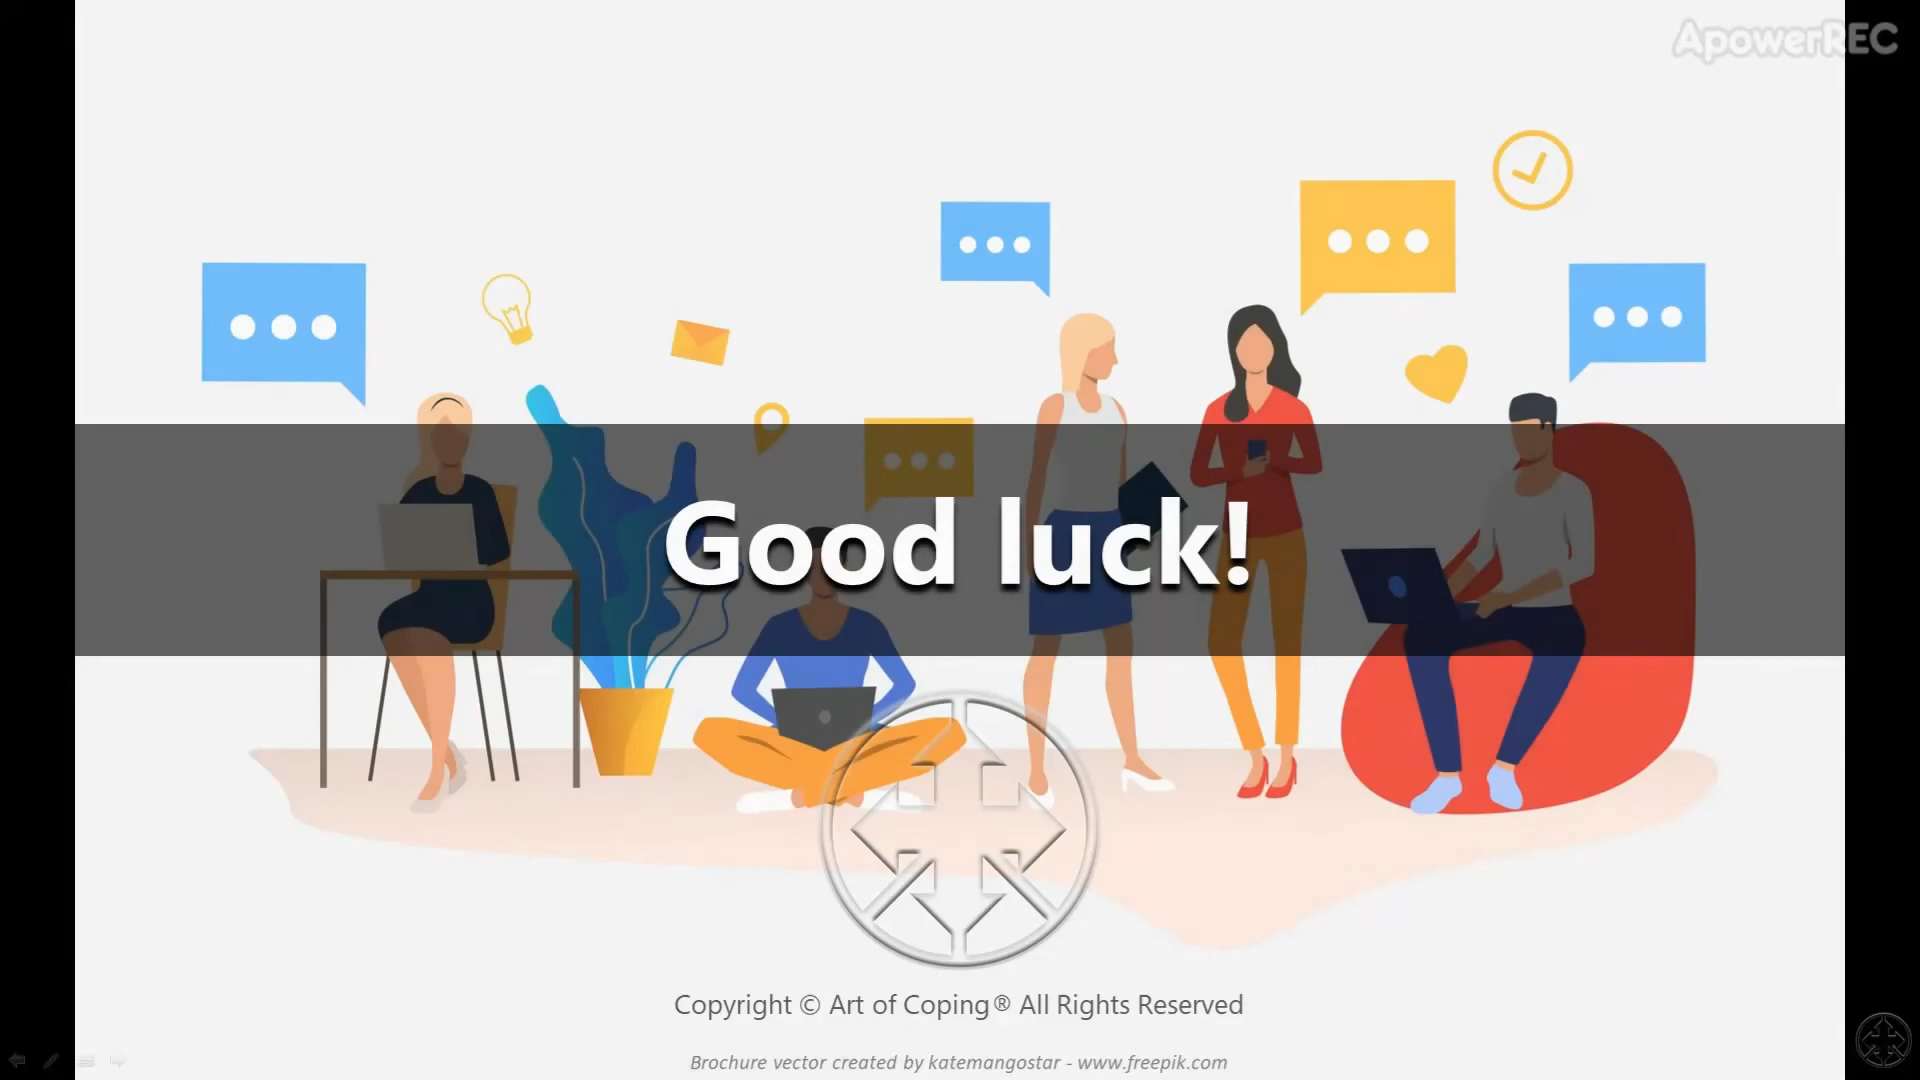 ApowerREC
Good luck!
Copyright © Art of Coping® All Rights Reserved
Brochure vector created by katemangostar - www.freepik.com